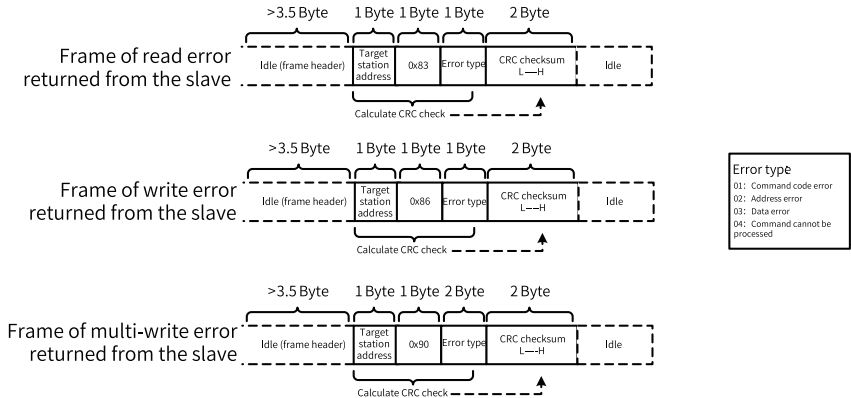 >3.5 Byte 1 Byte 1 Byte 1 Byte 2 Byte
Frame of read error
returned from the slave
Idle (frame header)
Target
station
address
0x83
Error type
CRC checksum
L—H
Idle
Calculate CRC check
>3.5 Byte 1 Byte 1 Byte 1 Byte 2 Byte
Frame of write error
returned from the slave
Idle (frame header)
Target
station
address
0x86
Error type
CRC checksum
L—-H
Idle
Calculate CRC check
Error type:
01: Command code error
02: Address error
03: Data error
04: Command cannot be
processed
>3.5 Byte 1 Byte 1 Byte 2 Byte 2 Byte
Frame of multi-write error
returned from the slave
Idle (frame header)
Target
station
address
0x90
Error type
CRC checksum
L—-H
Idle
Calculate CRC check